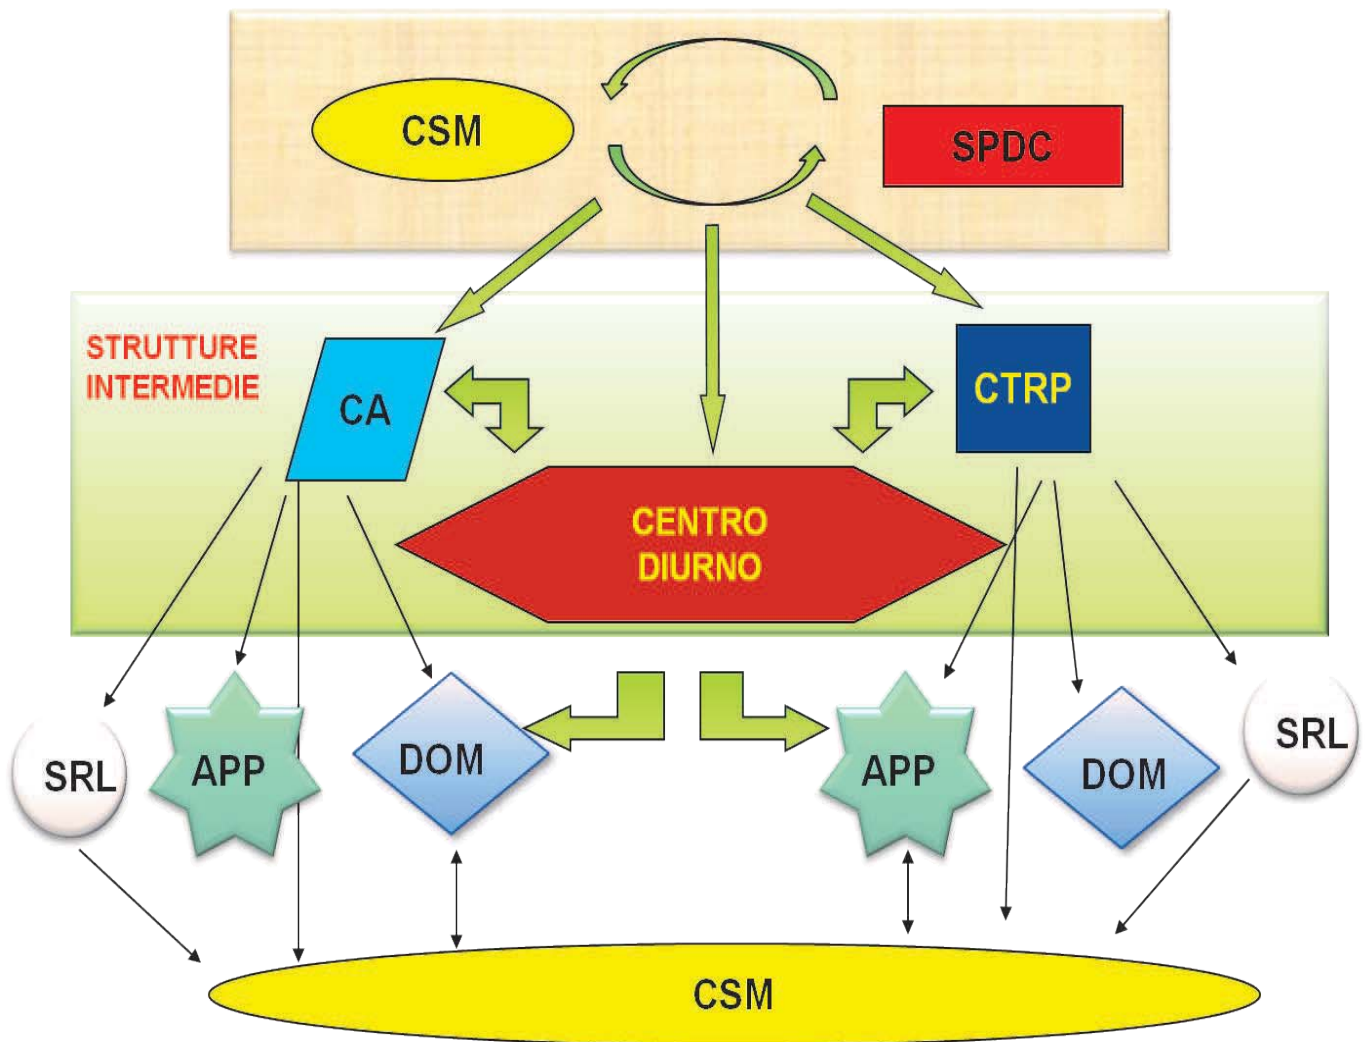 CSM
SPDC
STRUTTURE
INTERMEDIE
CA
CTRP
CENTRO
DIURNO
SRL
APP
DOM
APP
DOM
SRL
CSM